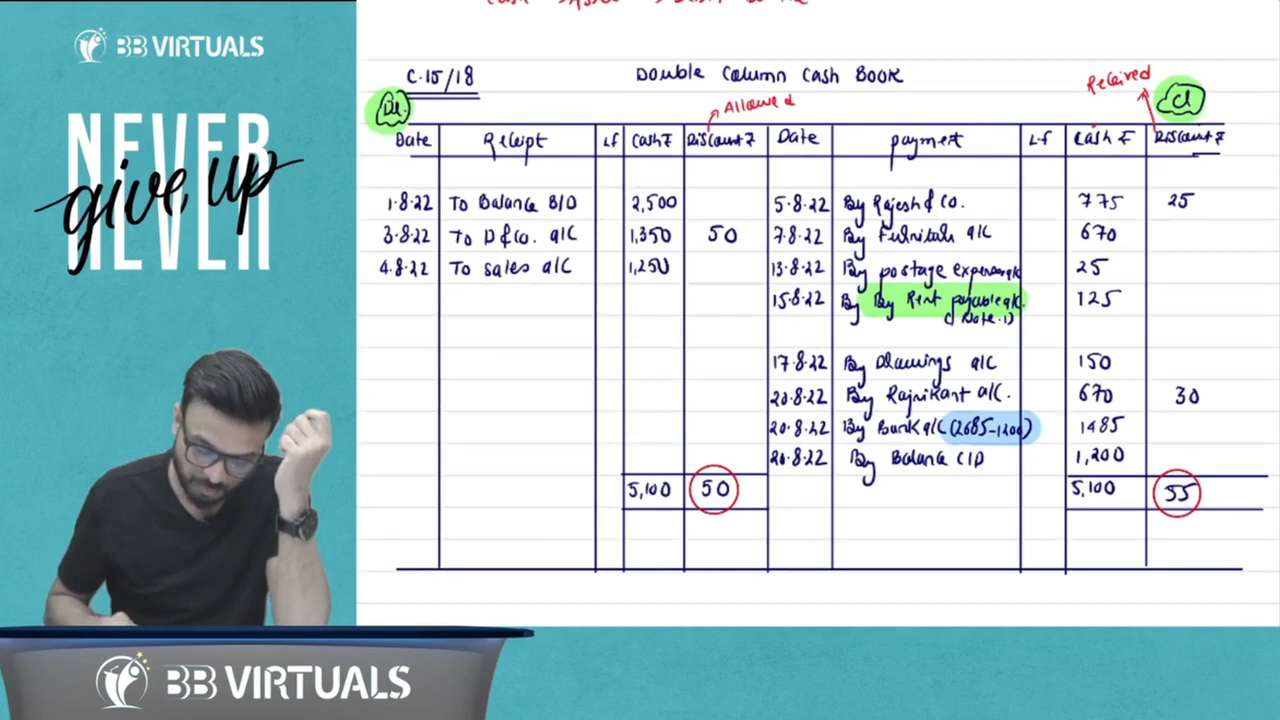 BB VIRTUALS
NEVER
give up
NEVER
C.15/18
Double Column Cash Book
Received
Allowed
Dr.
Cr
Date Receipt Lf Cash ₹ Discount ₹ Date payment L.f Cash ₹ Discount ₹
1.8.22 To Balance B/D 2,500 5.8.22 By Rajesh & Co. 775 25
3.8.22 To D & Co. a/c 1,350 50 7.8.22 By Furniture a/c 670
4.8.22 To sales a/c 1,250 13.8.22 By postage expense a/c 25
15.8.22 By By Rent payable a/c. 125
(Note.1)
17.8.22 By Drawings a/c 150
20.8.22 By Rajnikant a/c. 670 30
20.8.22 By Bank a/c (2685-1200) 1485
20.8.22 By Balance C/D 1,200
5,100 50 5,100 55
BB VIRTUALS